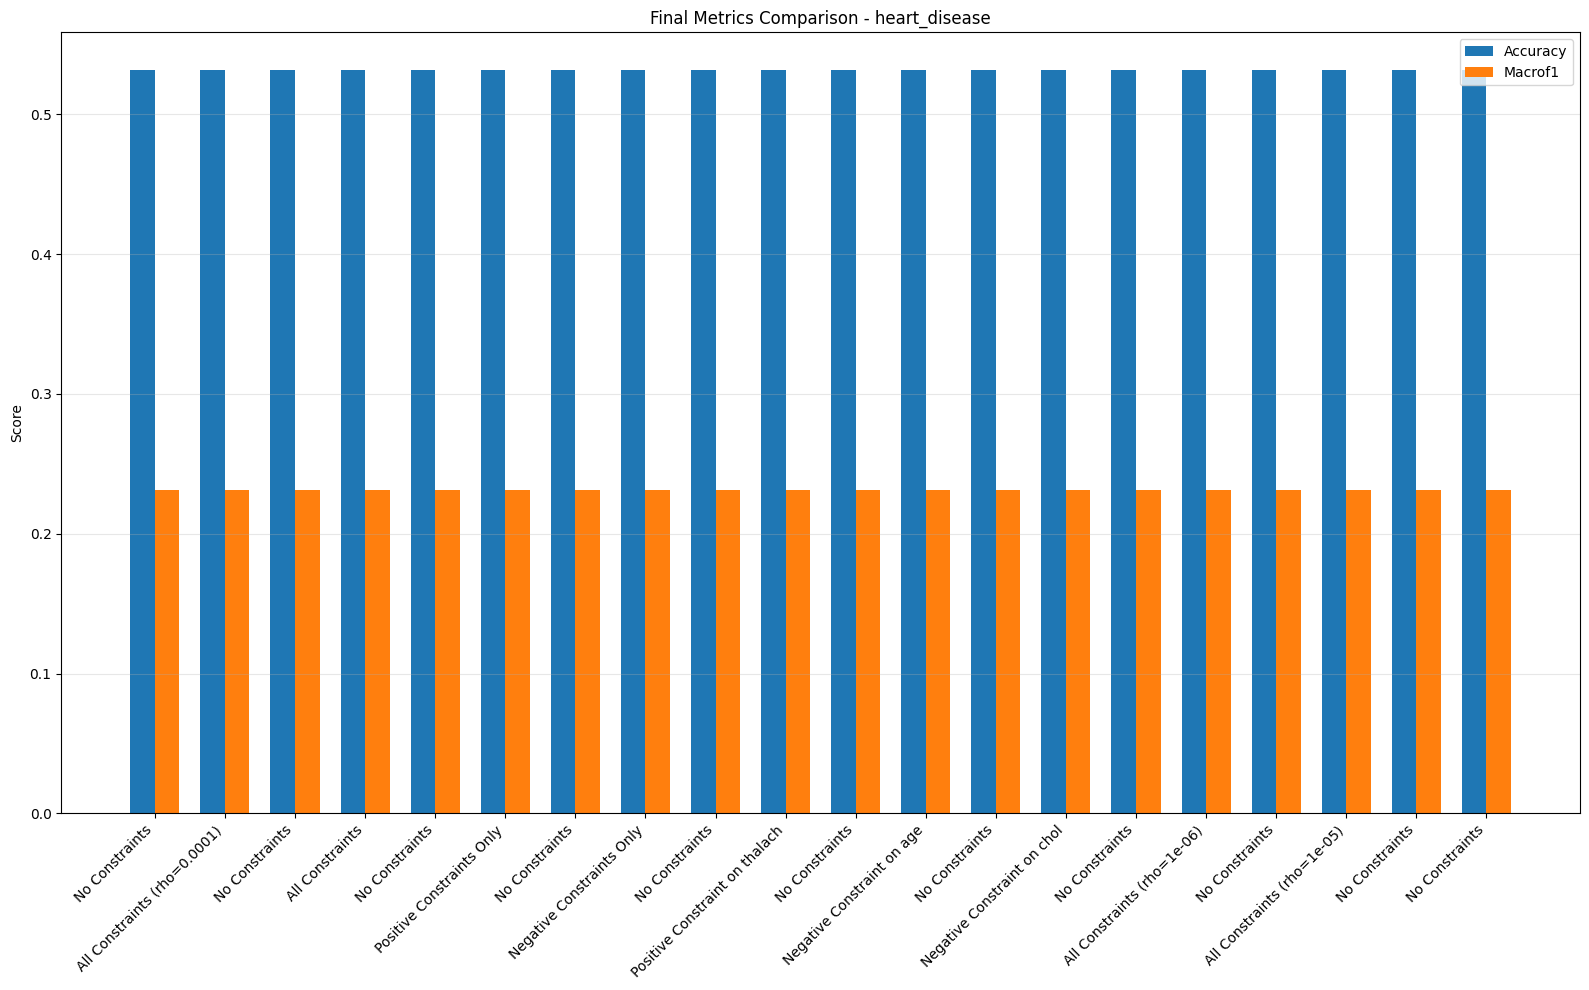 Final Metrics Comparison - heart_disease
Accuracy
Macrof1
Score
0.5
0.4
0.3
0.2
0.1
0.0
No Constraints
All Constraints (rho=0.0001)
No Constraints
All Constraints
No Constraints
Positive Constraints Only
No Constraints
Negative Constraints Only
No Constraints
Positive Constraint on thalach
No Constraints
Negative Constraint on age
No Constraints
Negative Constraint on chol
No Constraints
All Constraints (rho=1e-06)
No Constraints
All Constraints (rho=1e-05)
No Constraints
No Constraints